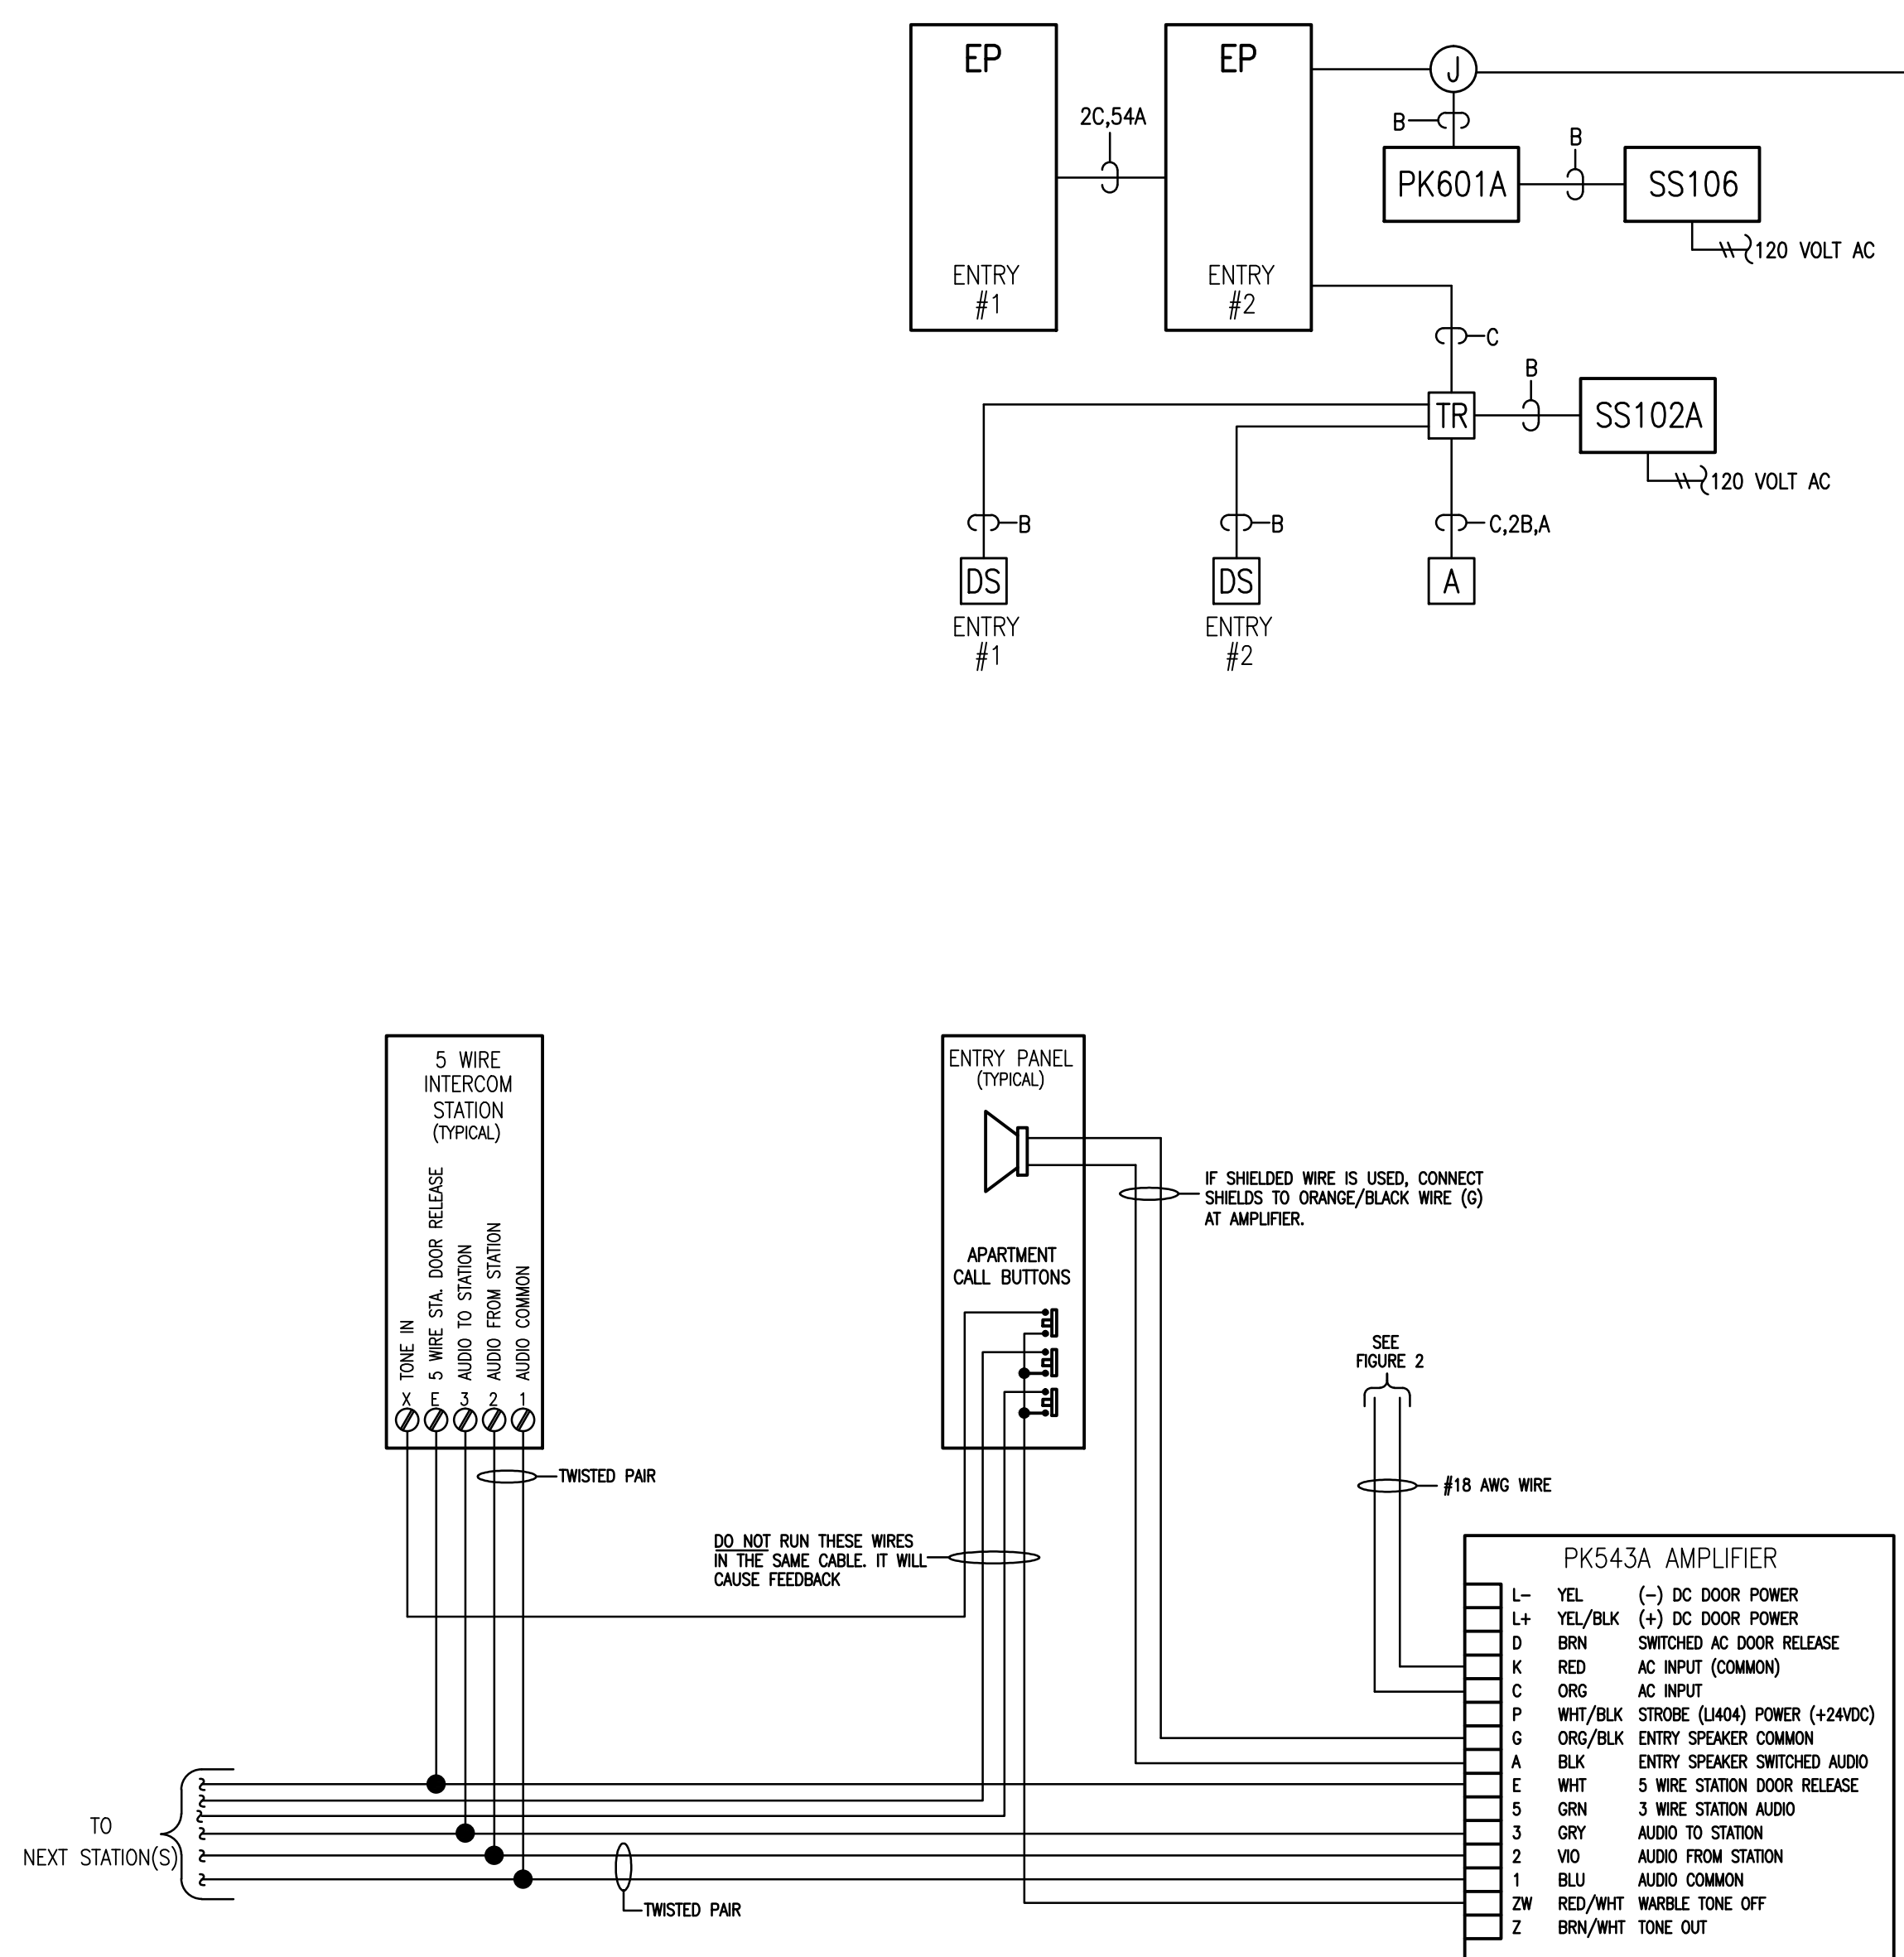 EP
EP
J
2C,54A
B
B
PK601A
SS106
120 VOLT AC
ENTRY
#1
ENTRY
#2
C
B
TR
SS102A
120 VOLT AC
B
B
C,2B,A
DS
DS
A
ENTRY
#1
ENTRY
#2
5 WIRE
INTERCOM
STATION
(TYPICAL)
TONE IN
5 WIRE STA. DOOR RELEASE
AUDIO TO STATION
AUDIO FROM STATION
AUDIO COMMON
X E 3 2 1
TWISTED PAIR
ENTRY PANEL
(TYPICAL)
IF SHIELDED WIRE IS USED, CONNECT
SHIELDS TO ORANGE/BLACK WIRE (G)
AT AMPLIFIER.
APARTMENT
CALL BUTTONS
SEE
FIGURE 2
#18 AWG WIRE
DO NOT RUN THESE WIRES
IN THE SAME CABLE. IT WILL
CAUSE FEEDBACK
PK543A AMPLIFIER
L- YEL (-) DC DOOR POWER
L+ YEL/BLK (+) DC DOOR POWER
D BRN SWITCHED AC DOOR RELEASE
K RED AC INPUT (COMMON)
C ORG AC INPUT
P WHT/BLK STROBE (LI404) POWER (+24VDC)
G ORG/BLK ENTRY SPEAKER COMMON
A BLK ENTRY SPEAKER SWITCHED AUDIO
E WHT 5 WIRE STATION DOOR RELEASE
5 GRN 3 WIRE STATION AUDIO
3 GRY AUDIO TO STATION
2 VIO AUDIO FROM STATION
1 BLU AUDIO COMMON
ZW RED/WHT WARBLE TONE OFF
Z BRN/WHT TONE OUT
TO
NEXT STATION(S)
TWISTED PAIR